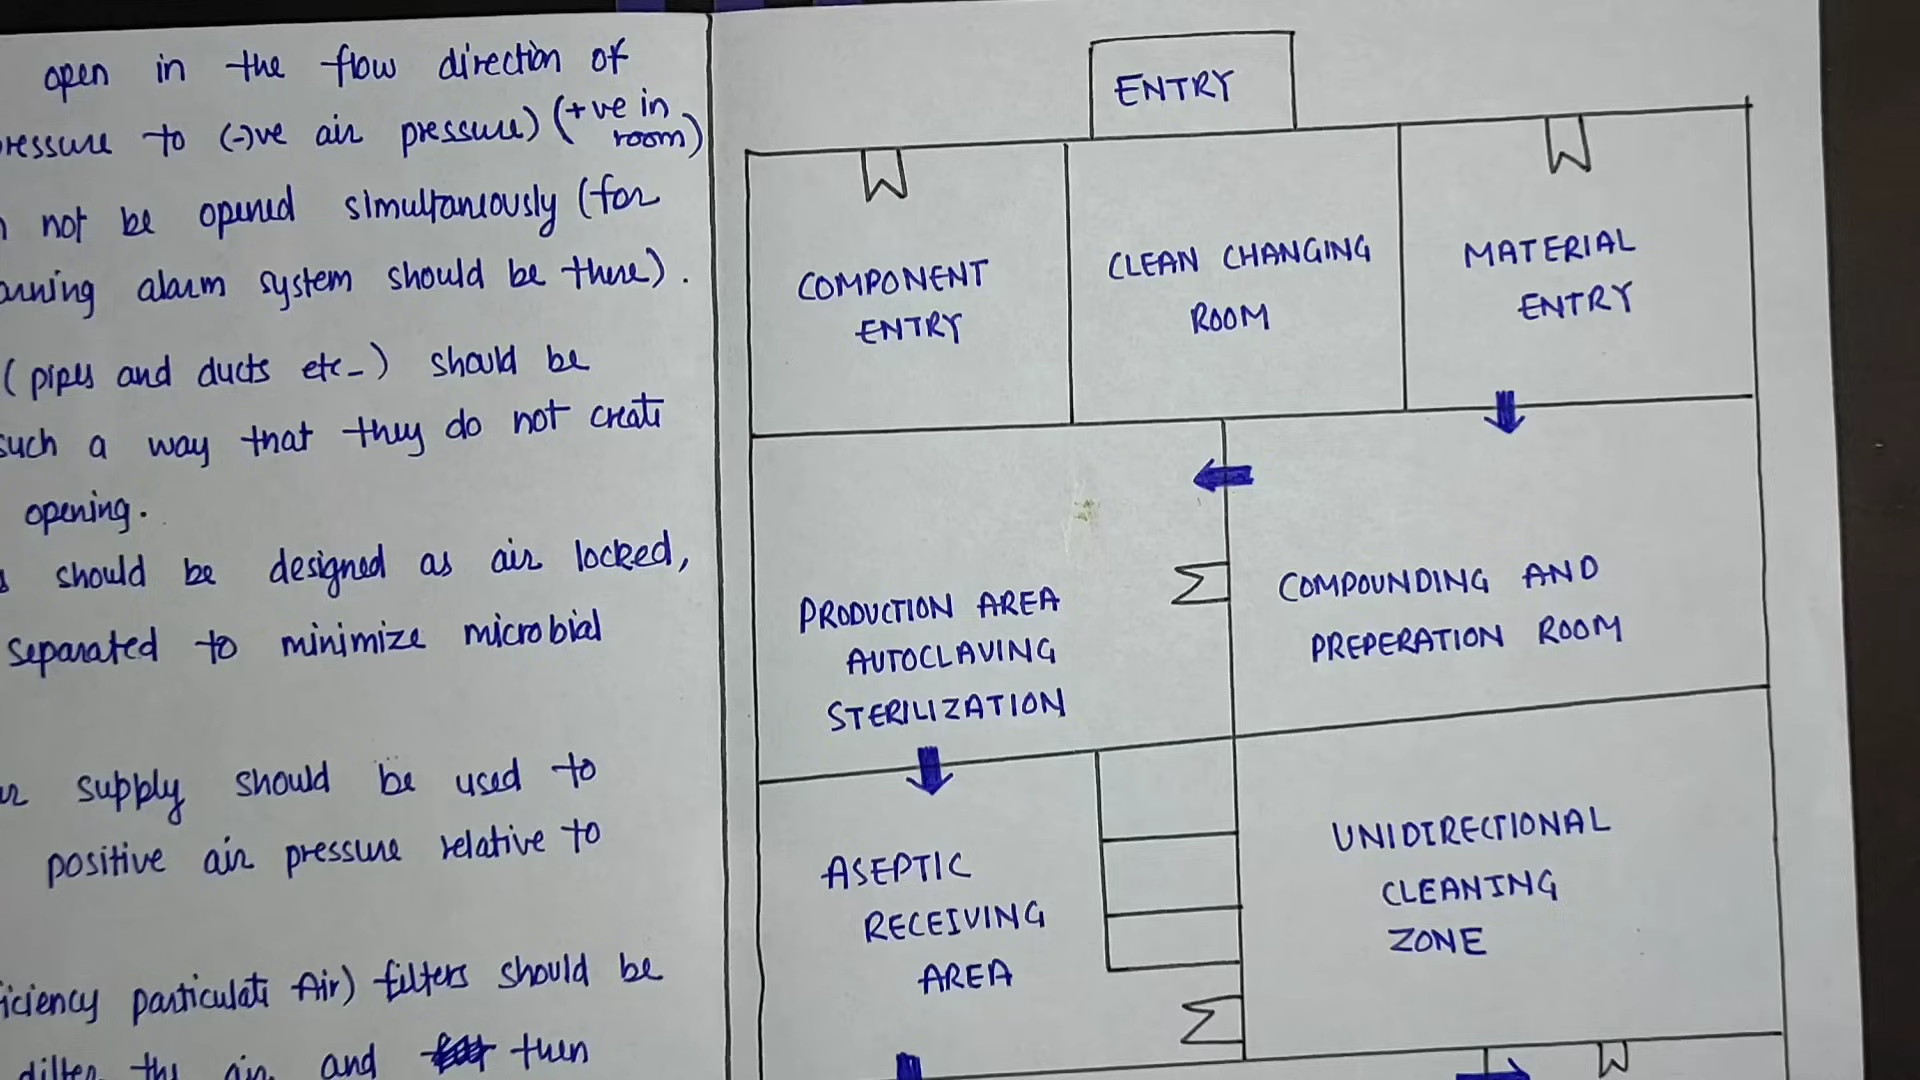 open in the flow direction of
ressure to (-)ve air pressure) (+ve in
room)
not be opened simultaneously (for
arning alarm system should be there).
(pipes and ducts etc-) should be
such a way that they do not create
opening.
should be designed as air locked,
separated to minimize microbial
supply should be used to
positive air pressure relative to
iciency particulate Air) filters should be
the air and then
ENTRY
COMPONENT
ENTRY
CLEAN CHANGING
ROOM
MATERIAL
ENTRY
PRODUCTION AREA
AUTOCLAVING
STERILIZATION
COMPOUNDING AND
PREPERATION ROOM
ASEPTIC
RECEIVING
AREA
UNIDIRECTIONAL
CLEANING
ZONE